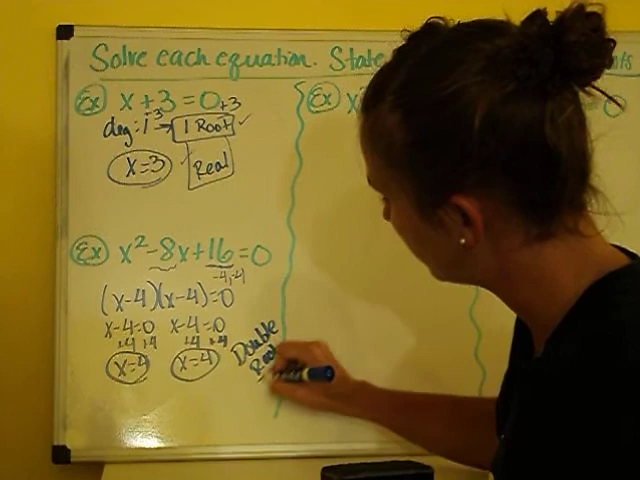 Solve each equation. State
Ex x + 3 = 0
-3 +3
deg: 1 → 1 Root ✓
x=3 Real
Ex x² - 8x + 16 = 0
-4, -4
(x-4)(x-4)=0
x-4=0 x-4=0
+4 +4 +4 +4
x=4 x=4
Double
Ex
0